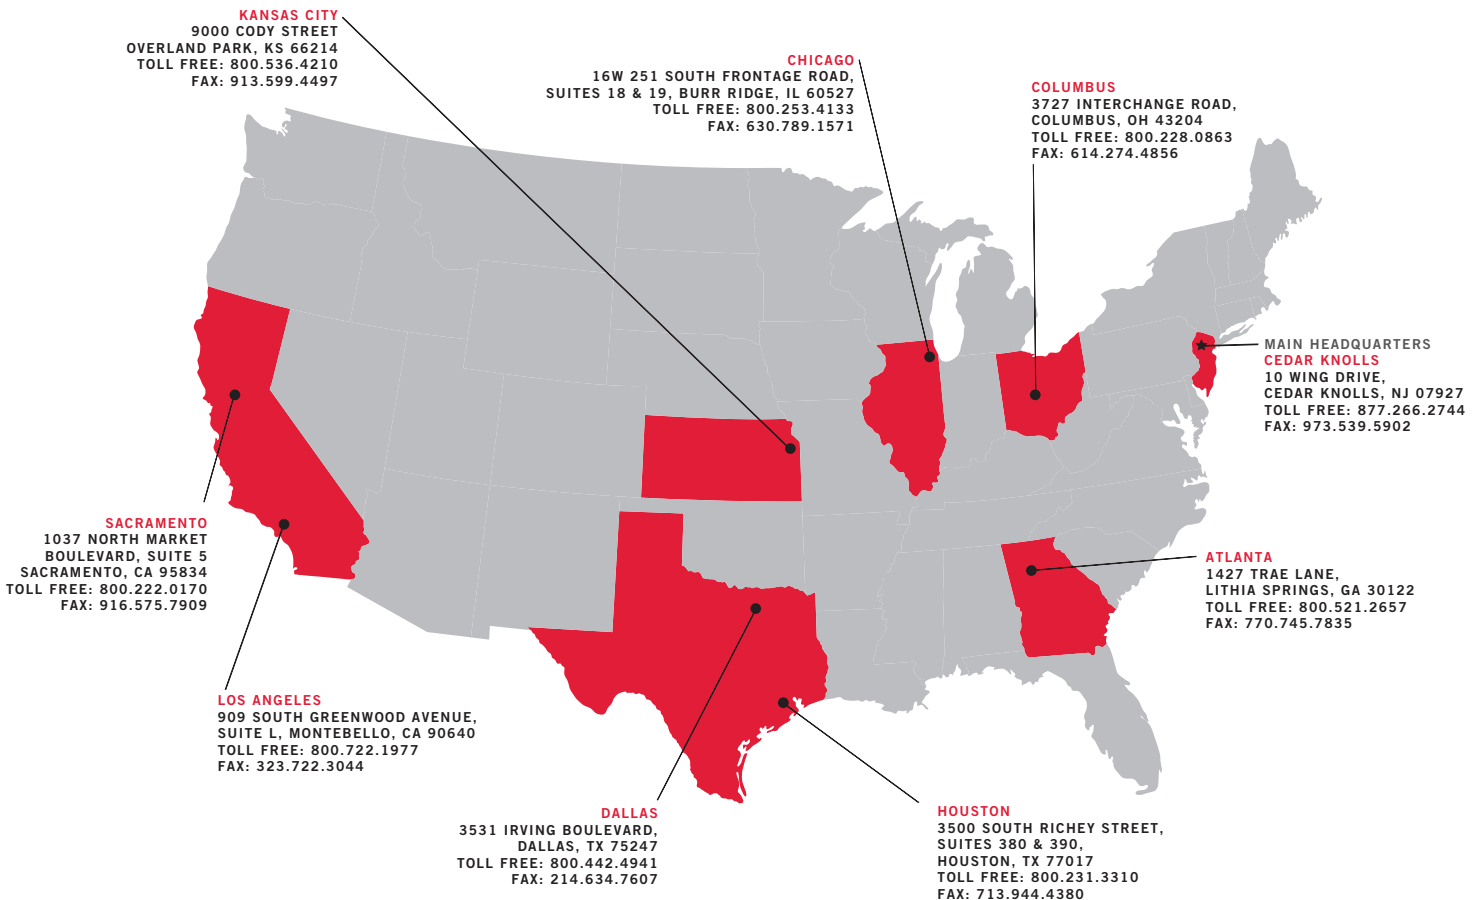 KANSAS CITY
9000 CODY STREET
OVERLAND PARK, KS 66214
TOLL FREE: 800.536.4210
FAX: 913.599.4497
CHICAGO
16W 251 SOUTH FRONTAGE ROAD,
SUITES 18 & 19, BURR RIDGE, IL 60527
TOLL FREE: 800.253.4133
FAX: 630.789.1571
COLUMBUS
3727 INTERCHANGE ROAD,
COLUMBUS, OH 43204
TOLL FREE: 800.228.0863
FAX: 614.274.4856
MAIN HEADQUARTERS
CEDAR KNOLLS
10 WING DRIVE,
CEDAR KNOLLS, NJ 07927
TOLL FREE: 877.266.2744
FAX: 973.539.5902
SACRAMENTO
1037 NORTH MARKET
BOULEVARD, SUITE 5
SACRAMENTO, CA 95834
TOLL FREE: 800.222.0170
FAX: 916.575.7909
ATLANTA
1427 TRAE LANE,
LITHIA SPRINGS, GA 30122
TOLL FREE: 800.521.2657
FAX: 770.745.7835
LOS ANGELES
909 SOUTH GREENWOOD AVENUE,
SUITE L, MONTEBELLO, CA 90640
TOLL FREE: 800.722.1977
FAX: 323.722.3044
DALLAS
3531 IRVING BOULEVARD,
DALLAS, TX 75247
TOLL FREE: 800.442.4941
FAX: 214.634.7607
HOUSTON
3500 SOUTH RICHEY STREET,
SUITES 380 & 390,
HOUSTON, TX 77017
TOLL FREE: 800.231.3310
FAX: 713.944.4380